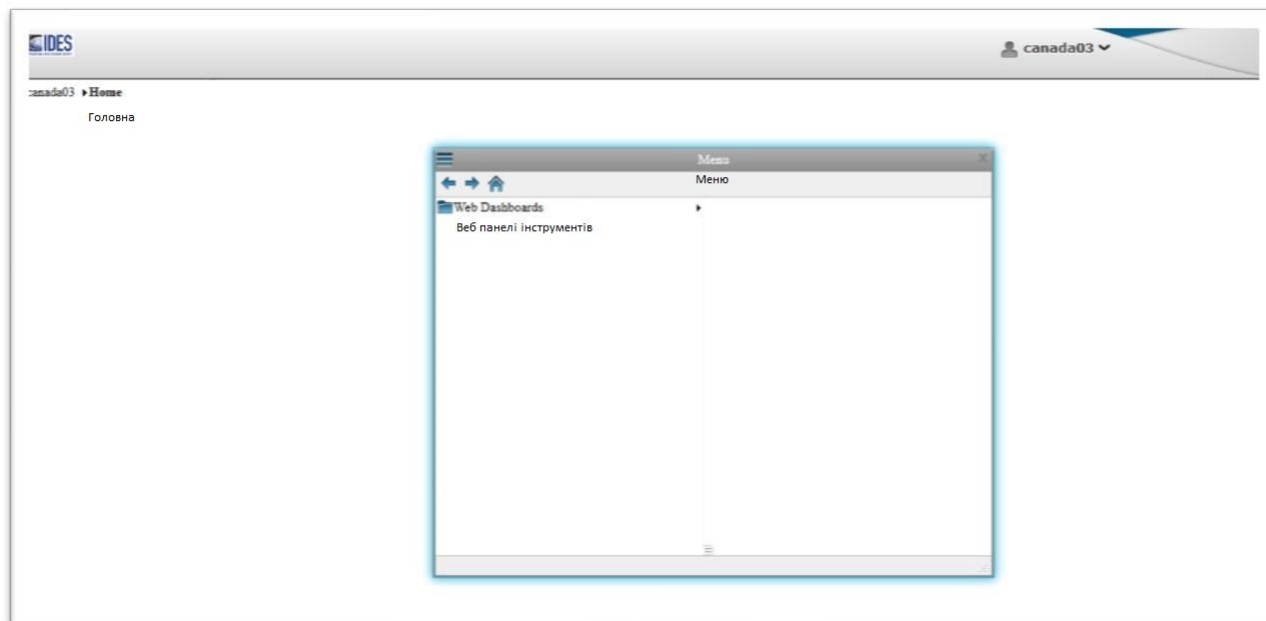 IDES
canada03
canada03 Home
Головна
Menu
Меню
Web Dashboards
Веб панелі інструментів